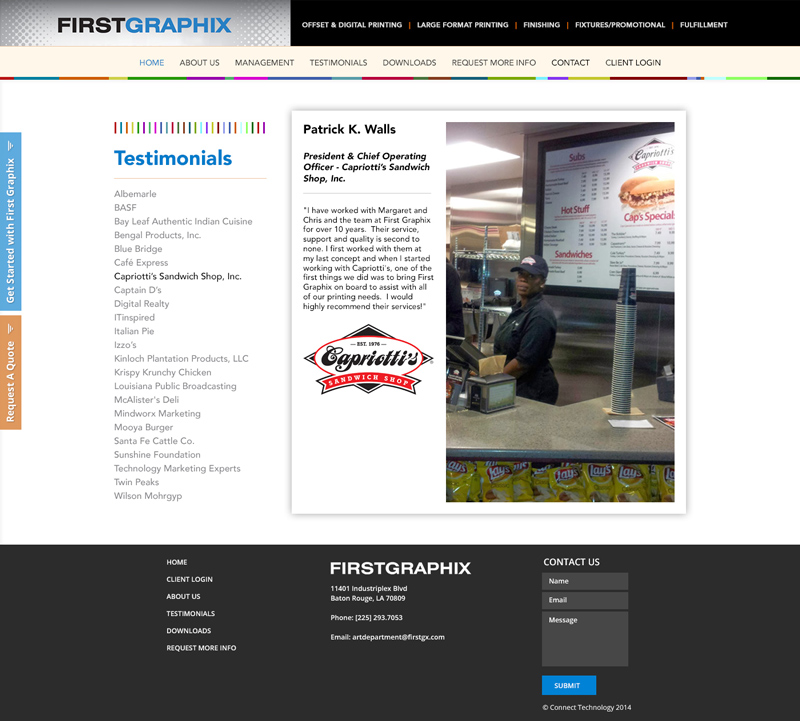 FIRSTGRAPHIX
OFFSET & DIGITAL PRINTING | LARGE FORMAT PRINTING | FINISHING | FIXTURES/PROMOTIONAL | FULFILLMENT
HOME ABOUT US MANAGEMENT TESTIMONIALS DOWNLOADS REQUEST MORE INFO CONTACT CLIENT LOGIN
Get Started with First Graphix
Request A Quote
Testimonials
Albemarle
BASF
Bay Leaf Authentic Indian Cuisine
Bengal Products, Inc.
Blue Bridge
Café Express
Capriotti's Sandwich Shop, Inc.
Captain D's
Digital Realty
ITinspired
Italian Pie
Izzo's
Kinloch Plantation Products, LLC
Krispy Krunchy Chicken
Louisiana Public Broadcasting
McAlister's Deli
Mindworx Marketing
Mooya Burger
Santa Fe Cattle Co.
Sunshine Foundation
Technology Marketing Experts
Twin Peaks
Wilson Mohrgyp
Patrick K. Walls
President & Chief Operating
Officer - Capriotti's Sandwich
Shop, Inc.
"I have worked with Margaret and
Chris and the team at First Graphix
for over 10 years. Their service,
support and quality is second to
none. I first worked with them at
my last concept and when I started
working with Capriotti's, one of the
first things we did was to bring First
Graphix on board to assist with all
of our printing needs. I would
highly recommend their services!"
EST. 1976
Capriotti's
SANDWICH SHOP
Subs
Capriotti's
Hot Stuff
Cap's Special
Sandwiches
Lay's
Lay's
Lay's
Lay's
HOME
CLIENT LOGIN
ABOUT US
TESTIMONIALS
DOWNLOADS
REQUEST MORE INFO
FIRSTGRAPHIX
11401 Industriplex Blvd
Baton Rouge, LA 70809
Phone: [225] 293.7053
Email: artdepartment@firstgx.com
CONTACT US
Name
Email
Message
SUBMIT
© Connect Technology 2014